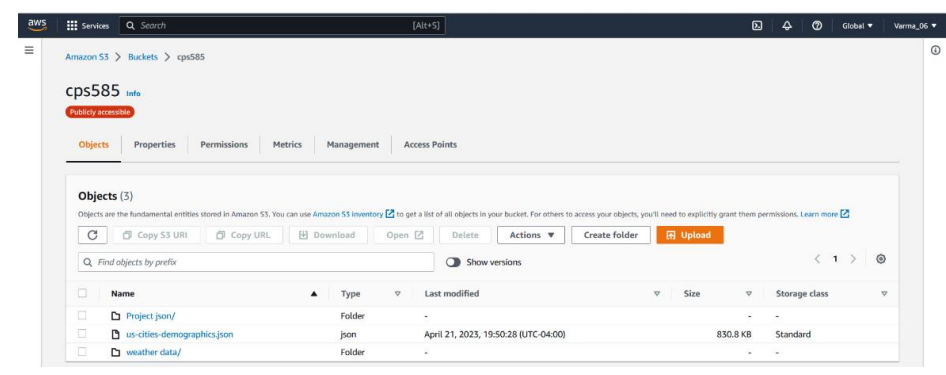 aws Services Search [Alt+S] Global ▼ Varma_06 ▼
Amazon S3 > Buckets > cps585
cps585 Info
Publicly accessible
Objects Properties Permissions Metrics Management Access Points
Objects (3)
Objects are the fundamental entities stored in Amazon S3. You can use Amazon S3 inventory to get a list of all objects in your bucket. For others to access your objects, you'll need to explicitly grant them permissions. Learn more
Copy S3 URI Copy URL Download Open Delete Actions ▼ Create folder Upload
Find objects by prefix Show versions < 1 >
Name ▲ Type Last modified Size Storage class
Project json/ Folder - - -
us-cities-demographics.json json April 21, 2023, 19:50:28 (UTC-04:00) 830.8 KB Standard
weather data/ Folder - - -